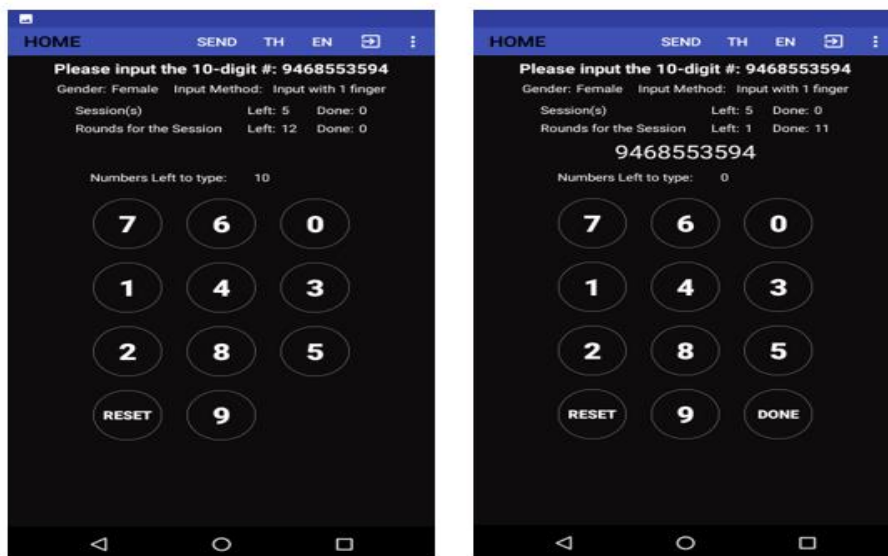 HOME SEND TH EN
Please input the 10-digit #: 9468553594
Gender: Female Input Method: Input with 1 finger
Session(s) Left: 5 Done: 0
Rounds for the Session Left: 12 Done: 0
Numbers Left to type: 10
7 6 0
1 4 3
2 8 5
RESET 9
HOME SEND TH EN
Please input the 10-digit #: 9468553594
Gender: Female Input Method: Input with 1 finger
Session(s) Left: 5 Done: 0
Rounds for the Session Left: 1 Done: 11
9468553594
Numbers Left to type: 0
7 6 0
1 4 3
2 8 5
RESET 9 DONE